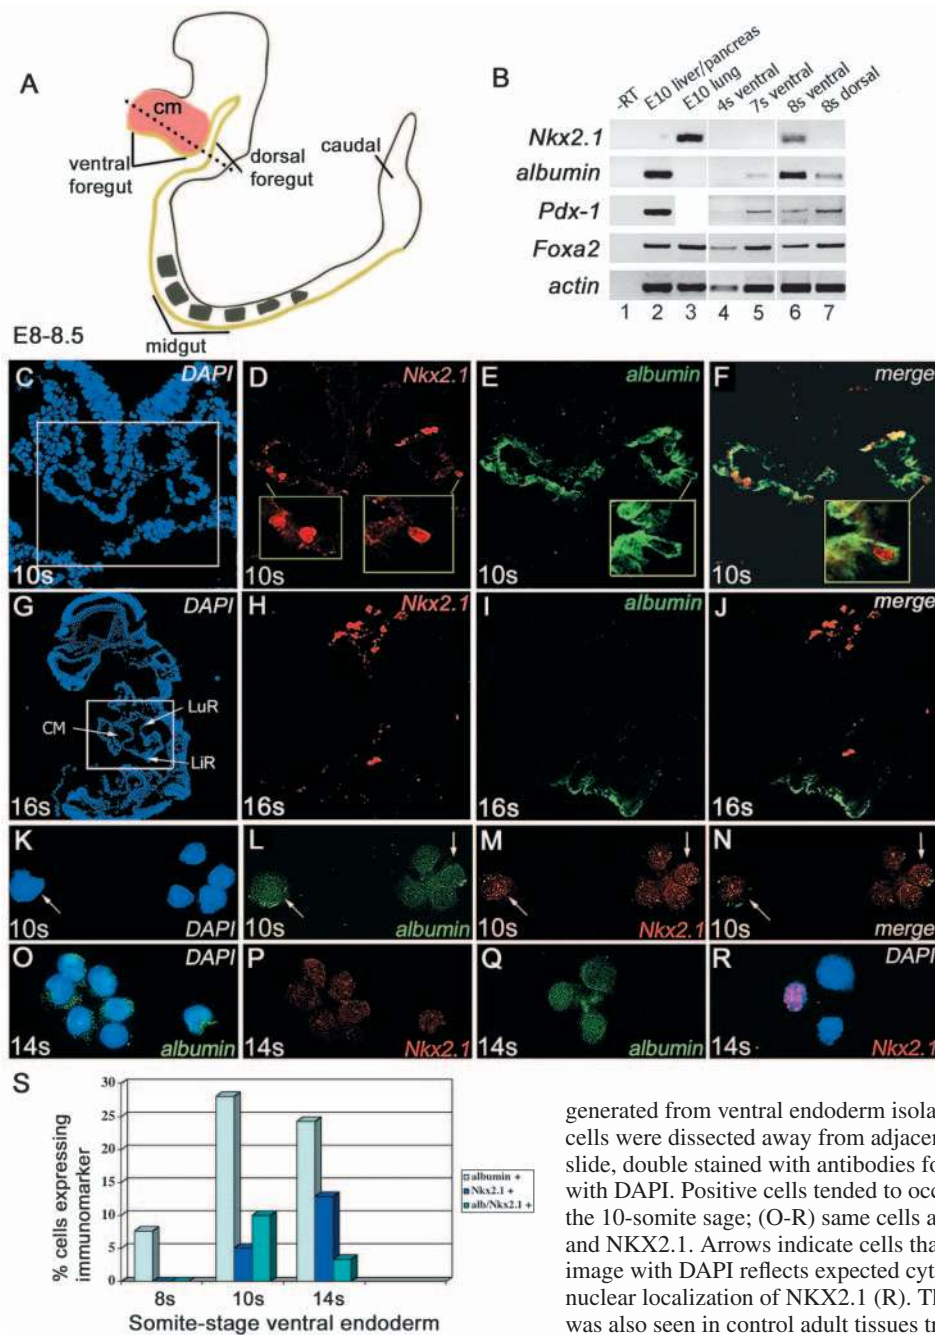 A
cm
ventral
foregut
dorsal
foregut
caudal
midgut
E8-8.5
B
-RT
E10 liver/pancreas
E10 lung
4s ventral
7s ventral
8s ventral
8s dorsal
Nkx2.1
albumin
Pdx-1
Foxa2
actin
1 2 3 4 5 6 7
C DAPI 10s
D Nkx2.1 10s
E albumin 10s
F merge 10s
G DAPI CM LuR LiR 16s
H Nkx2.1 16s
I albumin 16s
J merge 16s
K 10s DAPI
L 10s albumin
M 10s Nkx2.1
N 10s merge
O DAPI 14s albumin
P 14s Nkx2.1
Q 14s albumin
R DAPI 14s Nkx2.1
S
% cells expressing
immunomarker
30
25
20
15
10
5
0
8s 10s 14s
Somite-stage ventral endoderm
albumin +
Nkx2.1 +
alb/Nkx2.1 +
generated from ventral endoderm isola
cells were dissected away from adjacer
slide, double stained with antibodies fo
with DAPI. Positive cells tended to occ
the 10-somite sage; (O-R) same cells a
and NKX2.1. Arrows indicate cells tha
image with DAPI reflects expected cyt
nuclear localization of NKX2.1 (R). Th
was also seen in control adult tissues tr